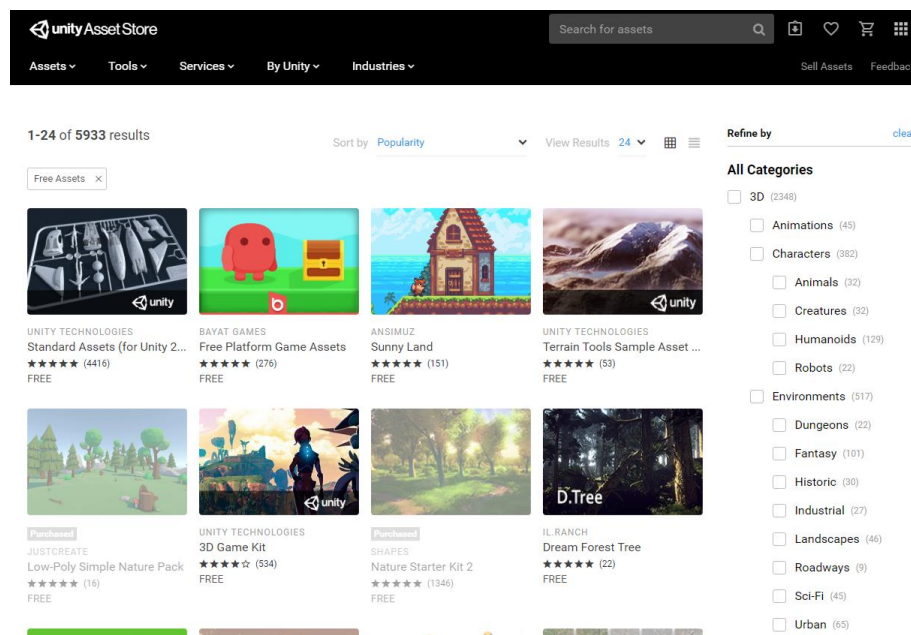 unity Asset Store
Search for assets
Assets Tools Services By Unity Industries
Sell Assets Feedbac
1-24 of 5933 results
Sort by Popularity
View Results 24
Free Assets ×
unity
UNITY TECHNOLOGIES
Standard Assets (for Unity 2...
★★★★★ (4416)
FREE
b
BAYAT GAMES
Free Platform Game Assets
★★★★★ (276)
FREE
ANSIMUZ
Sunny Land
★★★★★ (151)
FREE
unity
UNITY TECHNOLOGIES
Terrain Tools Sample Asset ...
★★★★★ (53)
FREE
Purchased
JUSTCREATE
Low-Poly Simple Nature Pack
★★★★★ (16)
FREE
unity
UNITY TECHNOLOGIES
3D Game Kit
★★★★☆ (534)
FREE
Purchased
SHAPES
Nature Starter Kit 2
★★★★★ (1346)
FREE
D.Tree
IL.RANCH
Dream Forest Tree
★★★★★ (22)
FREE
Refine by clea
All Categories
3D (2348)
Animations (45)
Characters (382)
Animals (32)
Creatures (32)
Humanoids (129)
Robots (22)
Environments (517)
Dungeons (22)
Fantasy (101)
Historic (30)
Industrial (27)
Landscapes (46)
Roadways (9)
Sci-Fi (45)
Urban (65)